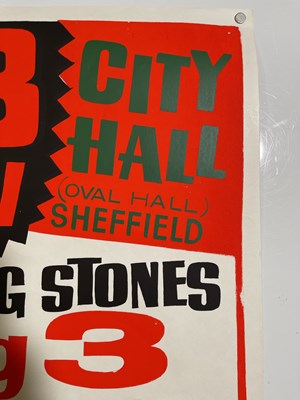 CITY
HALL
(OVAL HALL)
SHEFFIELD
G STONES
g 3